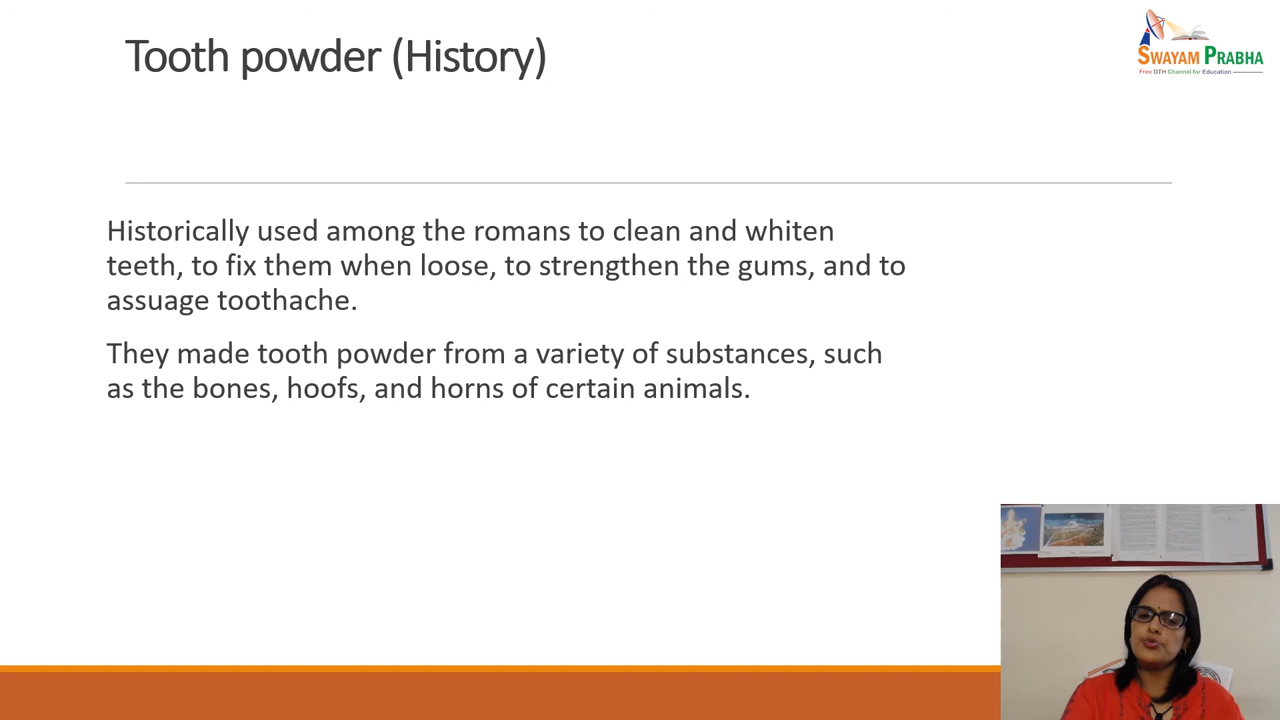 Tooth powder (History)
SWAYAM PRABHA
Free DTH Channel for Education
Historically used among the romans to clean and whiten
teeth, to fix them when loose, to strengthen the gums, and to
assuage toothache.
They made tooth powder from a variety of substances, such
as the bones, hoofs, and horns of certain animals.